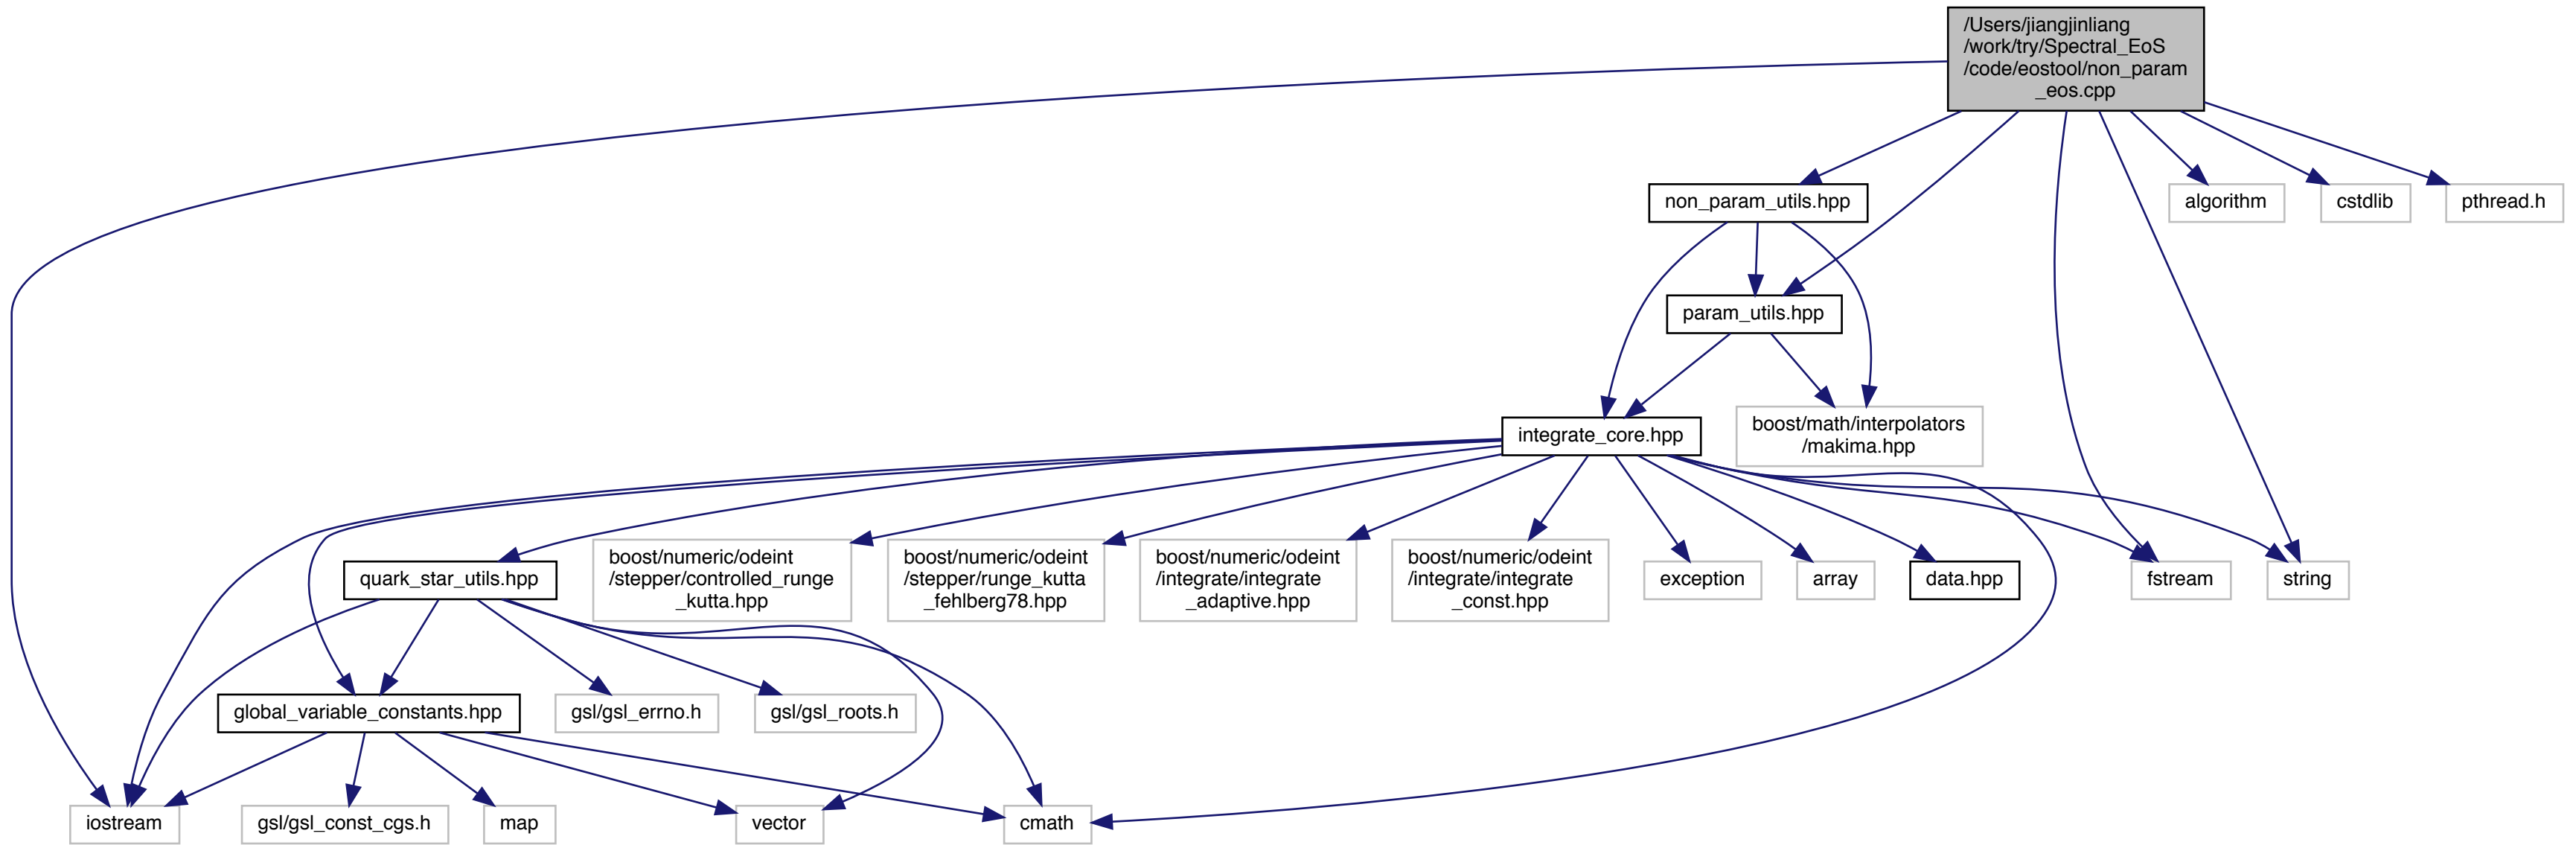 /Users/jiangjinliang
/work/try/Spectral_EoS
/code/eostool/non_param
_eos.cpp
non_param_utils.hpp
algorithm
cstdlib
pthread.h
param_utils.hpp
integrate_core.hpp
boost/math/interpolators
/makima.hpp
quark_star_utils.hpp
boost/numeric/odeint
/stepper/controlled_runge
_kutta.hpp
boost/numeric/odeint
/stepper/runge_kutta
_fehlberg78.hpp
boost/numeric/odeint
/integrate/integrate
_adaptive.hpp
boost/numeric/odeint
/integrate/integrate
_const.hpp
exception
array
data.hpp
fstream
string
global_variable_constants.hpp
gsl/gsl_errno.h
gsl/gsl_roots.h
iostream
gsl/gsl_const_cgs.h
map
vector
cmath